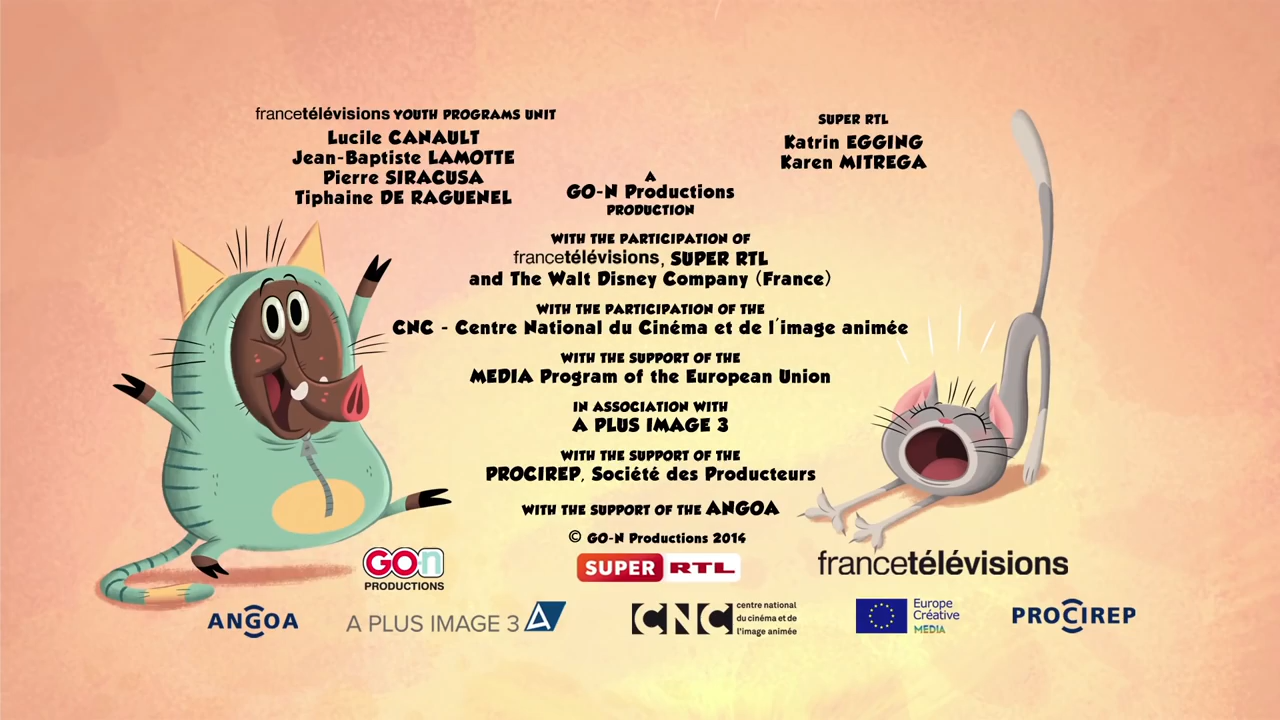 francetélévisions YOUTH PROGRAMS UNIT
Lucile CANAULT
Jean-Baptiste LAMOTTE
Pierre SIRACUSA
Tiphaine DE RAGUENEL
SUPER RTL
Katrin EGGING
Karen MITREGA
A
GO-N Productions
PRODUCTION
WITH THE PARTICIPATION OF
francetélévisions, SUPER RTL
and The Walt Disney Company (France)
WITH THE PARTICIPATION OF THE
CNC - Centre National du Cinéma et de l'image animée
WITH THE SUPPORT OF THE
MEDIA Program of the European Union
IN ASSOCIATION WITH
A PLUS IMAGE 3
WITH THE SUPPORT OF THE
PROCIREP, Société des Producteurs
WITH THE SUPPORT OF THE ANGOA
© GO-N Productions 2014
GO-n
PRODUCTIONS
SUPER RTL
francetélévisions
ANGOA
A PLUS IMAGE 3 A
CNC
centre national
du cinéma et de
l'image animée
Europe
Créative
MEDIA
PROCIREP